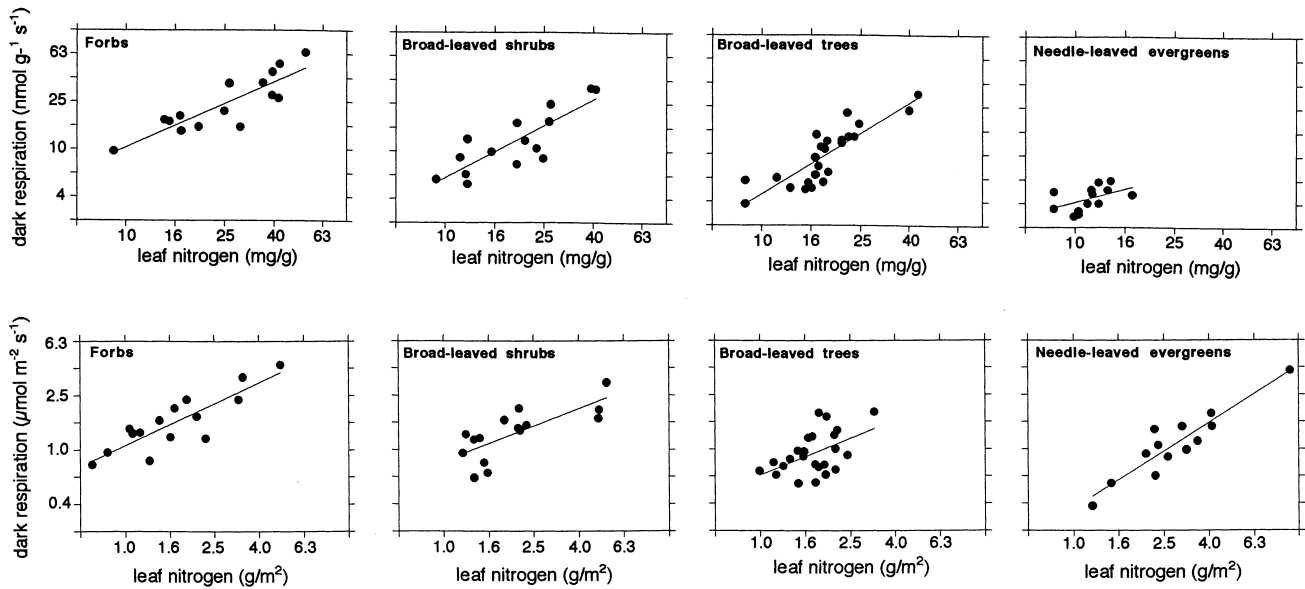 dark respiration (nmol g⁻¹ s⁻¹)
Forbs
63
25
10
4
10 16 25 40 63
leaf nitrogen (mg/g)
Broad-leaved shrubs
10 16 25 40 63
leaf nitrogen (mg/g)
Broad-leaved trees
10 16 25 40 63
leaf nitrogen (mg/g)
Needle-leaved evergreens
10 16 25 40 63
leaf nitrogen (mg/g)
dark respiration (μmol m⁻² s⁻¹)
Forbs
6.3
2.5
1.0
0.4
1.0 1.6 2.5 4.0 6.3
leaf nitrogen (g/m²)
Broad-leaved shrubs
1.0 1.6 2.5 4.0 6.3
leaf nitrogen (g/m²)
Broad-leaved trees
1.0 1.6 2.5 4.0 6.3
leaf nitrogen (g/m²)
Needle-leaved evergreens
1.0 1.6 2.5 4.0 6.3
leaf nitrogen (g/m²)